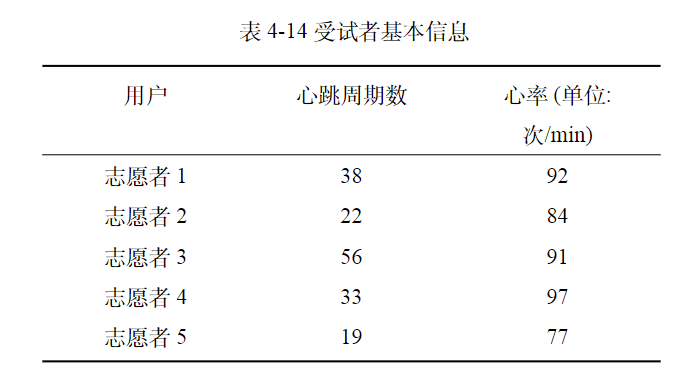 表 4-14 受试者基本信息
用户 心跳周期数 心率 (单位:
次/min)
志愿者 1 38 92
志愿者 2 22 84
志愿者 3 56 91
志愿者 4 33 97
志愿者 5 19 77